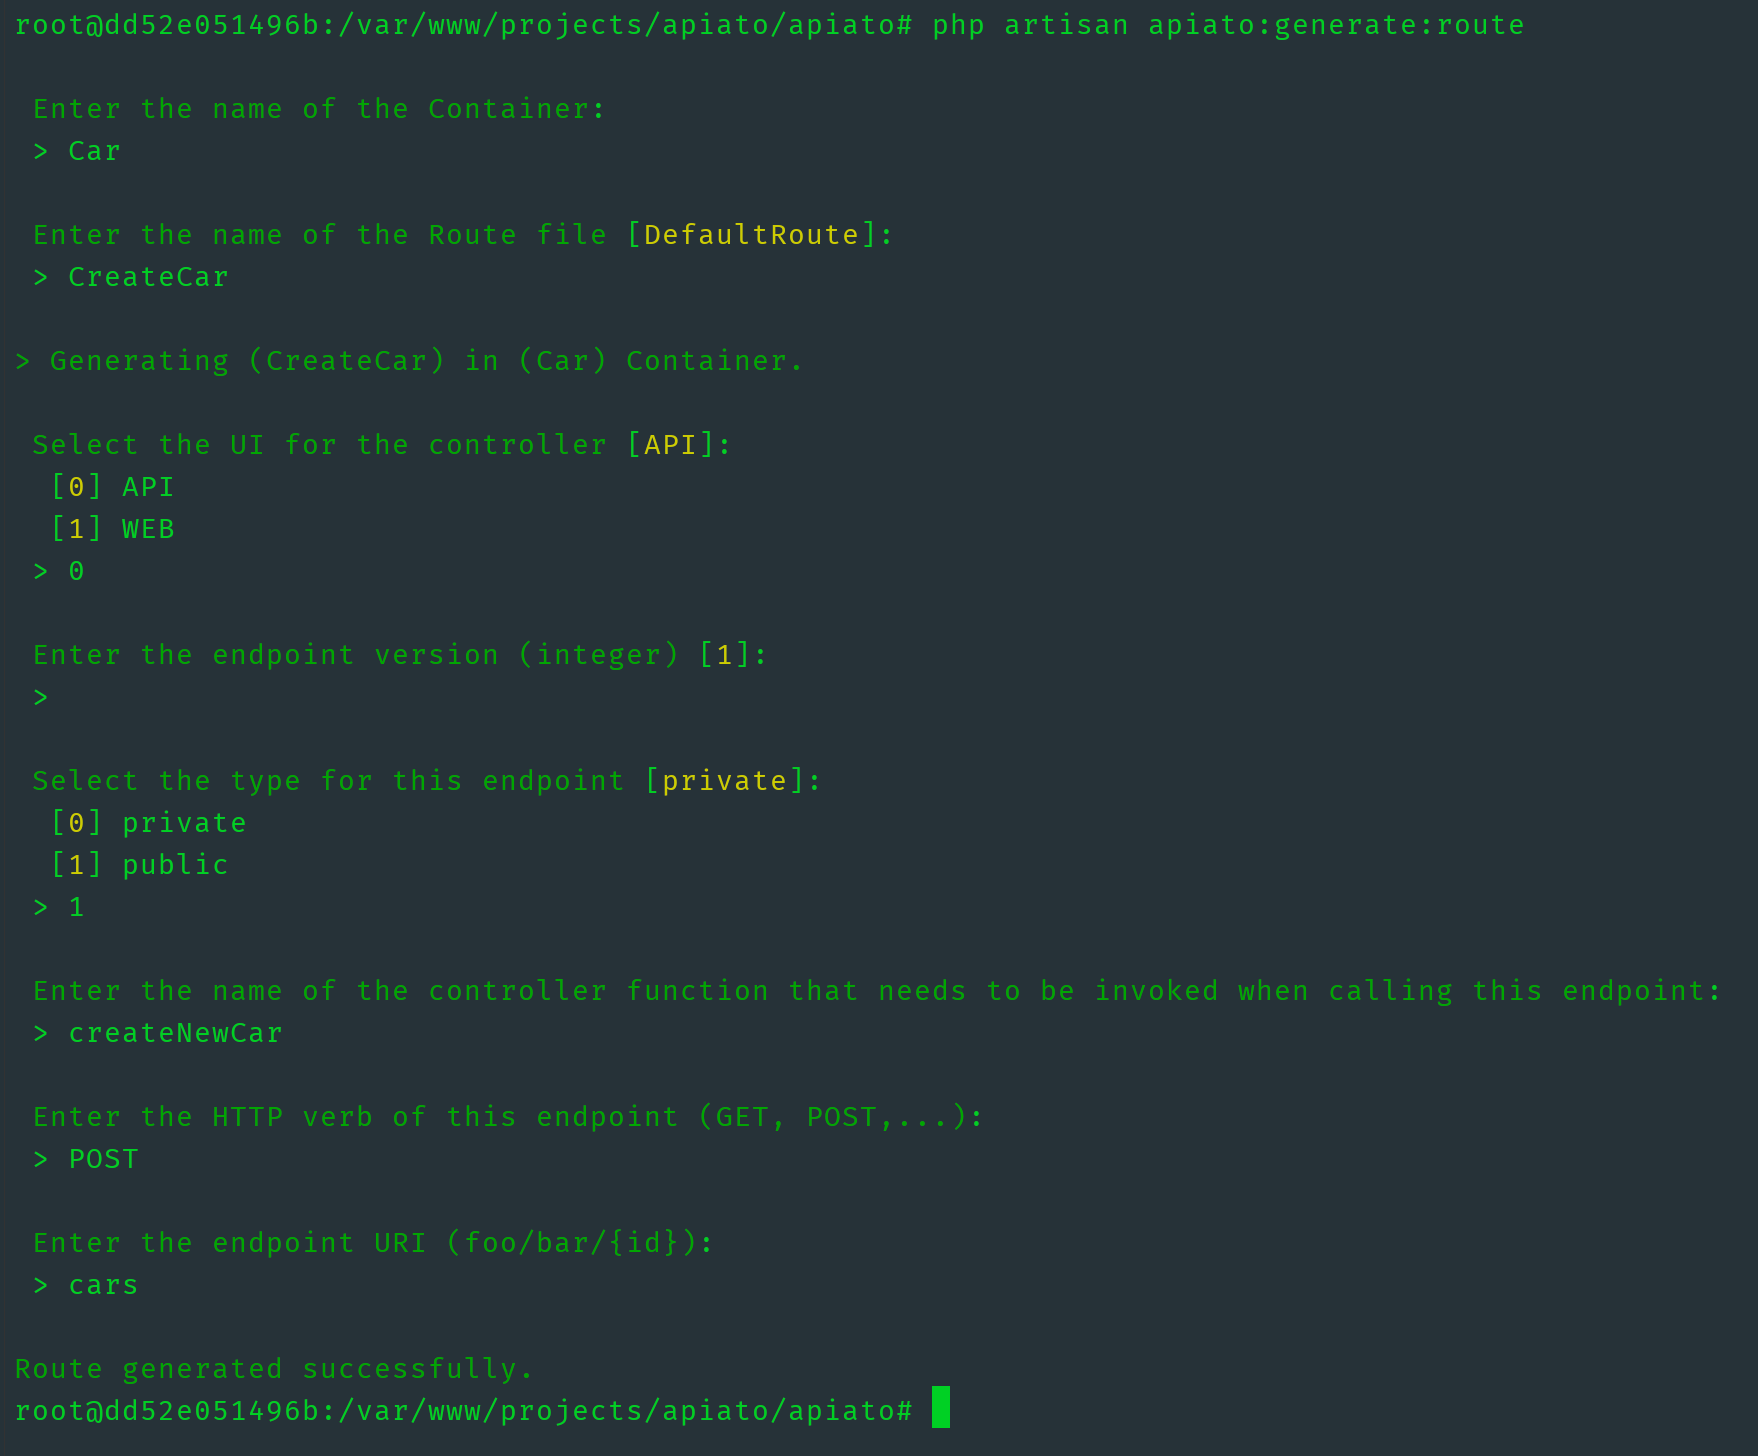 root@dd52e051496b:/var/www/projects/apiato/apiato# php artisan apiato:generate:route
Enter the name of the Container:
> Car
Enter the name of the Route file [DefaultRoute]:
> CreateCar
> Generating (CreateCar) in (Car) Container.
Select the UI for the controller [API]:
[0] API
[1] WEB
> 0
Enter the endpoint version (integer) [1]:
>
Select the type for this endpoint [private]:
[0] private
[1] public
> 1
Enter the name of the controller function that needs to be invoked when calling this endpoint:
> createNewCar
Enter the HTTP verb of this endpoint (GET, POST,...):
> POST
Enter the endpoint URI (foo/bar/{id}):
> cars
Route generated successfully.
root@dd52e051496b:/var/www/projects/apiato/apiato#